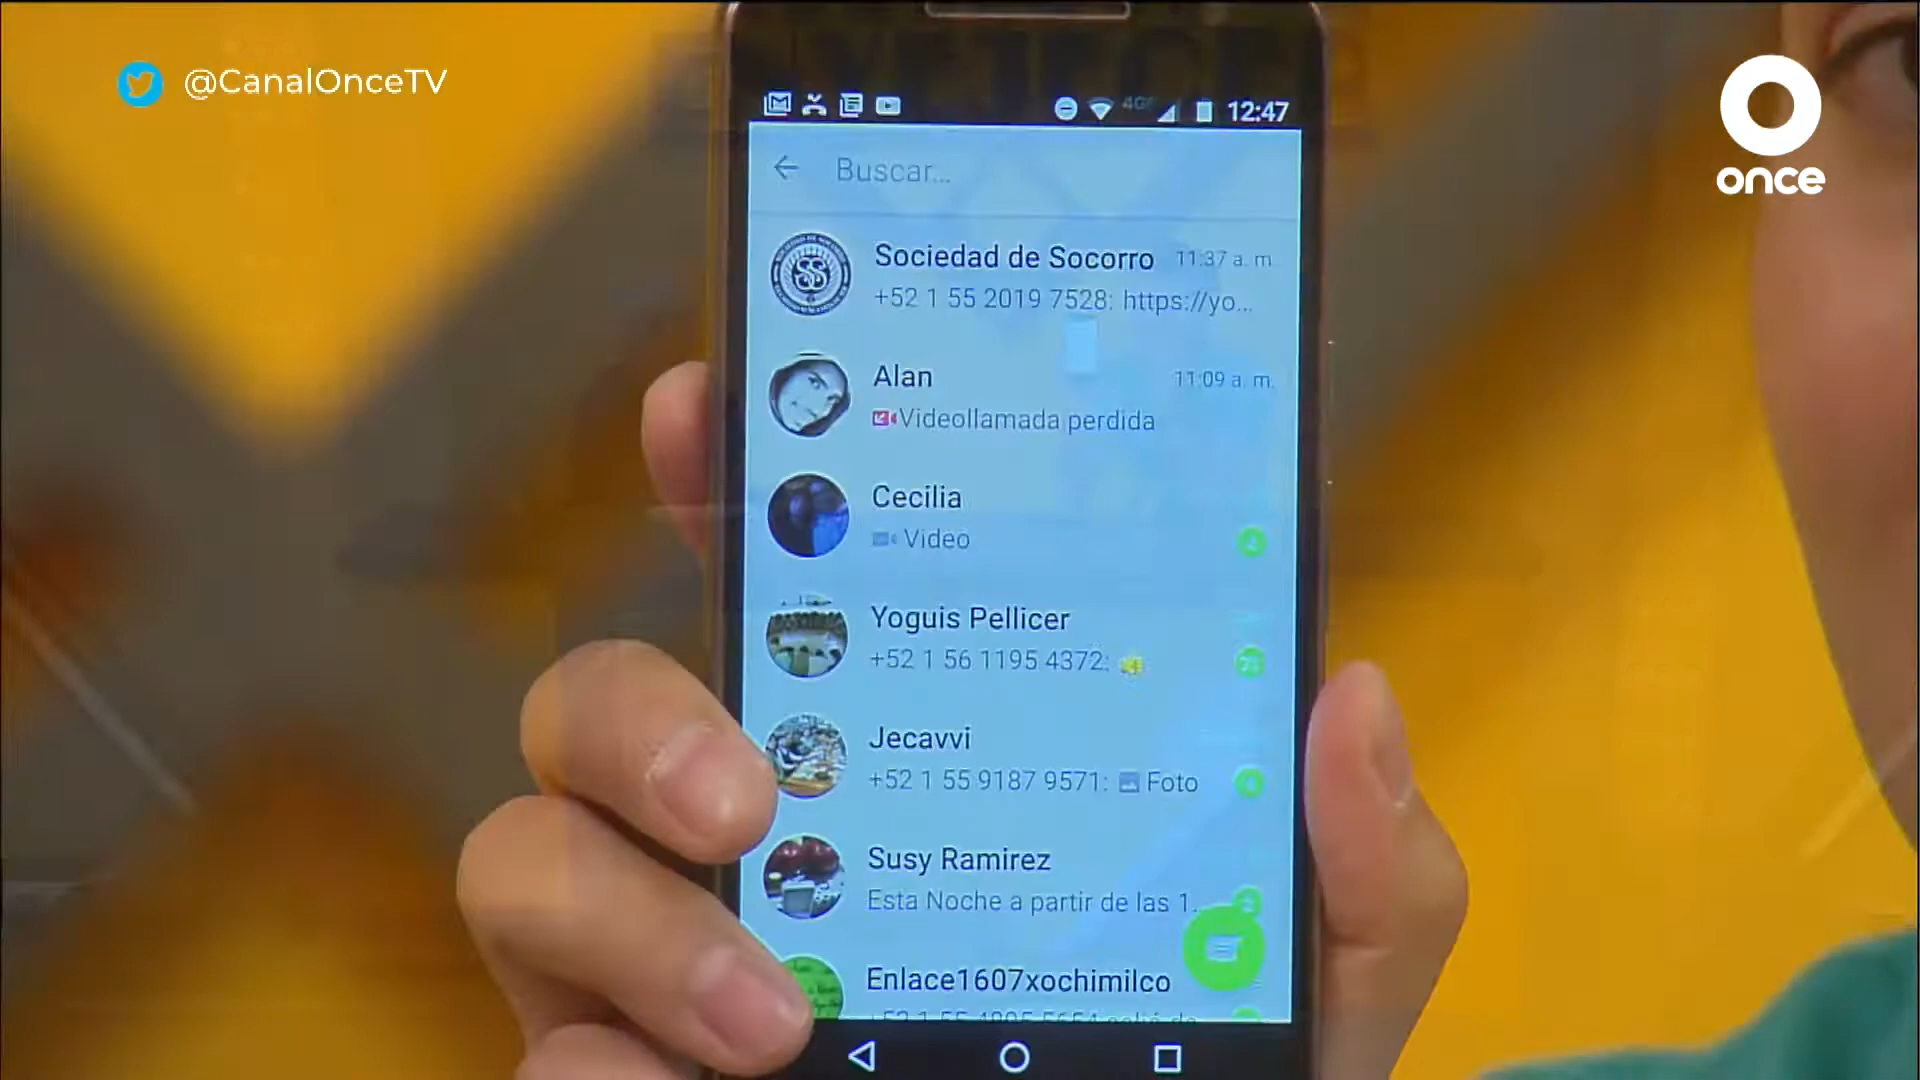 @CanalOnceTV
once
12:47
Buscar...
Sociedad de Socorro 11:37 a. m.
+52 1 55 2019 7528: https://yo...
Alan 11:09 a. m.
Videollamada perdida
Cecilia
Video
Yoguis Pellicer
+52 1 56 1195 4372:
Jecavvi
+52 1 55 9187 9571: Foto
Susy Ramirez
Esta Noche a partir de las 1...
Enlace1607xochimilco